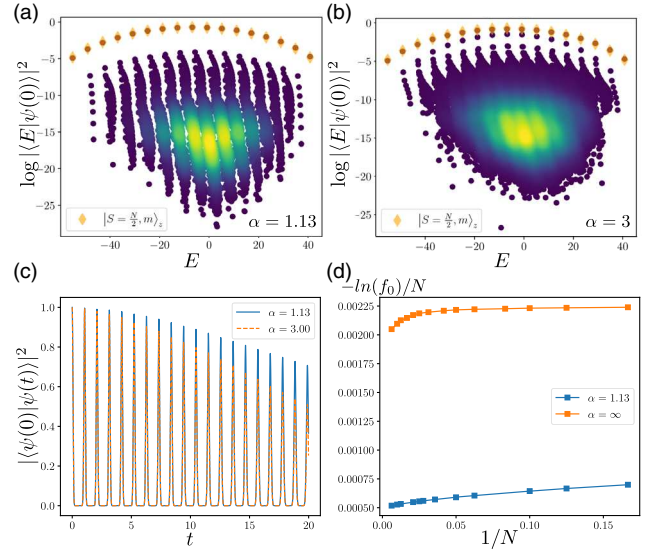 (a)
log |⟨E|ψ(0)⟩|²
0
−5
−10
−15
−20
−25
−40
−20
0
20
40
E
|S = N/2, m⟩_z
α = 1.13
(b)
log |⟨E|ψ(0)⟩|²
0
−5
−10
−15
−20
−25
−40
−20
0
20
40
E
|S = N/2, m⟩_z
α = 3
(c)
|⟨ψ(0)|ψ(t)⟩|²
1.0
0.8
0.6
0.4
0.2
0.0
0
10
20
t
α = 1.13
α = 3.00
(d)
−ln(f₀)/N
0.00225
0.00200
0.00175
0.00150
0.00125
0.00100
0.00075
0.00050
0.00
0.05
0.10
0.15
1/N
α = 1.13
α = ∞